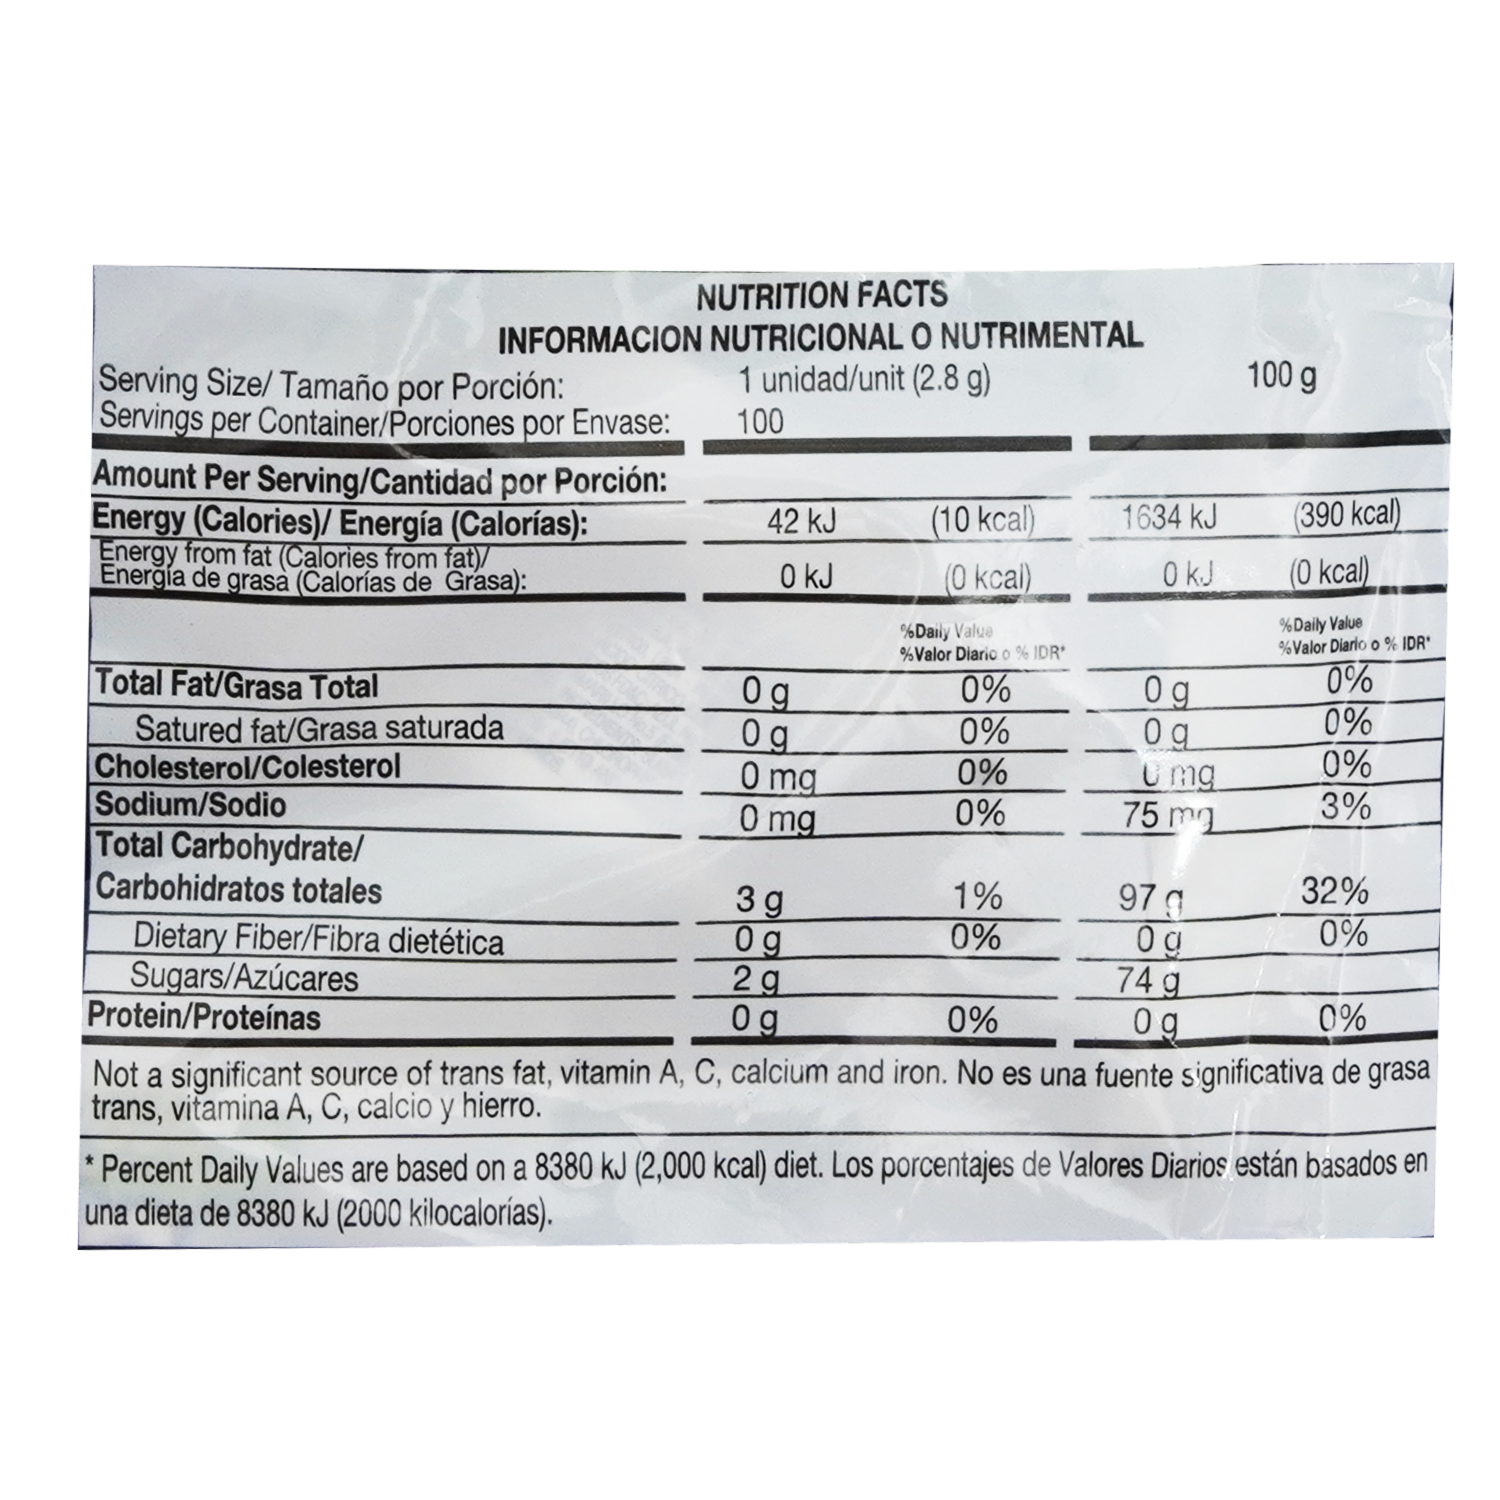 NUTRITION FACTS
INFORMACION NUTRICIONAL O NUTRIMENTAL
Serving Size/ Tamaño por Porción: 1 unidad/unit (2.8 g) 100 g
Servings per Container/Porciones por Envase: 100
Amount Per Serving/Cantidad por Porción:
Energy (Calories)/ Energía (Calorías): 42 kJ (10 kcal) 1634 kJ (390 kcal)
Energy from fat (Calories from fat)/
Energía de grasa (Calorías de Grasa): 0 kJ (0 kcal) 0 kJ (0 kcal)
%Daily Value %Daily Value
%Valor Diario o % IDR* %Valor Diario o % IDR*
Total Fat/Grasa Total 0 g 0% 0 g 0%
Satured fat/Grasa saturada 0 g 0% 0 g 0%
Cholesterol/Colesterol 0 mg 0% 0 mg 0%
Sodium/Sodio 0 mg 0% 75 mg 3%
Total Carbohydrate/
Carbohidratos totales 3 g 1% 97 g 32%
Dietary Fiber/Fibra dietética 0 g 0% 0 g 0%
Sugars/Azúcares 2 g 74 g
Protein/Proteínas 0 g 0% 0 g 0%
Not a significant source of trans fat, vitamin A, C, calcium and iron. No es una fuente significativa de grasa
trans, vitamina A, C, calcio y hierro.
* Percent Daily Values are based on a 8380 kJ (2,000 kcal) diet. Los porcentajes de Valores Diarios están basados en
una dieta de 8380 kJ (2000 kilocalorías).